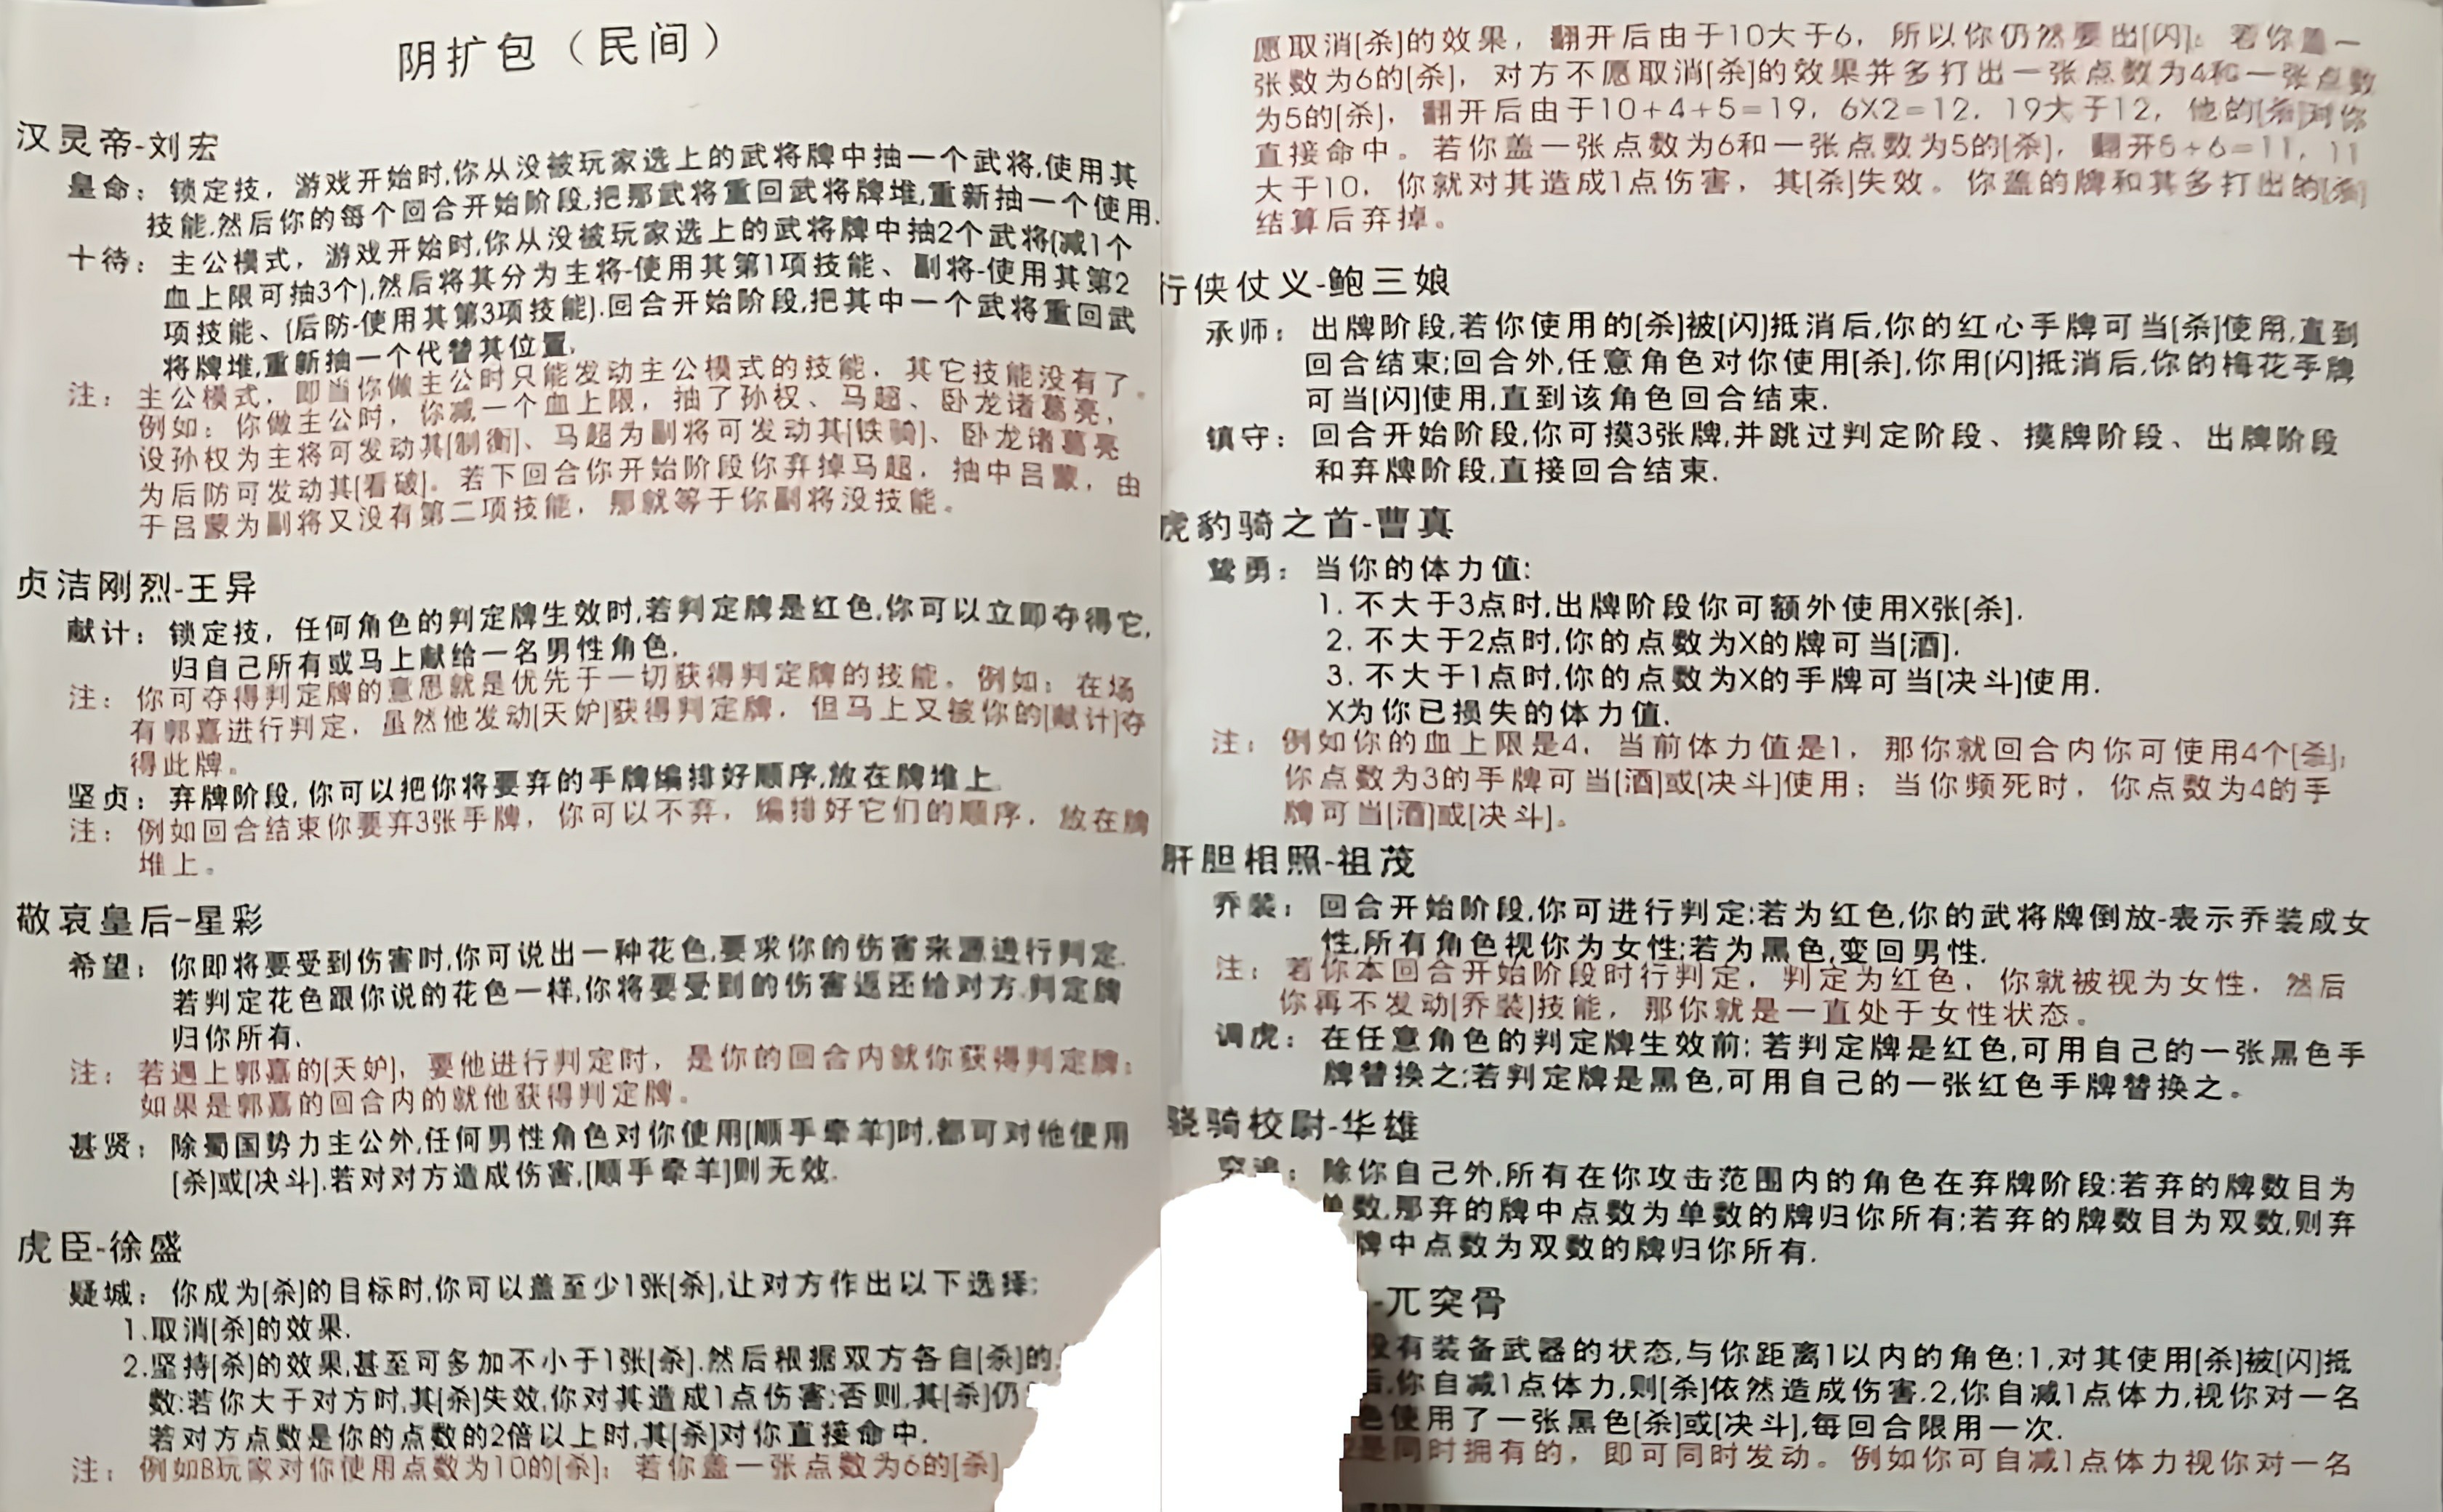 阴扩包（民间）
汉灵帝-刘宏
皇命：锁定技，游戏开始时,你从没被玩家选上的武将牌中抽一个武将,使用其
技能.然后你的每个回合开始阶段,把那武将重回武将牌堆,重新抽一个使用.
十待：主公模式，游戏开始时,你从没被玩家选上的武将牌中抽2个武将(减1个
血上限可抽3个),然后将其分为主将-使用其第1项技能、副将-使用其第2
项技能、(后防-使用其第3项技能).回合开始阶段,把其中一个武将重回武
将牌堆,重新抽一个代替其位置.
注：主公模式，即当你做主公时只能发动主公模式的技能．其它技能没有了。
例如：你做主公时，你减一个血上限，抽了孙权、马超、卧龙诸葛亮，
设孙权为主将可发动其[制衡]、马超为副将可发动其[铁骑]、卧龙诸葛亮
为后防可发动其[看破]。若下回合你开始阶段你弃掉马超．抽中吕蒙，由
于吕蒙为副将又没有第二项技能，那就等于你副将没技能。
贞洁刚烈-王异
献计：锁定技，任何角色的判定牌生效时,若判定牌是红色,你可以立即夺得它,
归自己所有或马上献给一名男性角色.
注：你可夺得判定牌的意思就是优先于一切获得判定牌的技能。例如：在场
有郭嘉进行判定，虽然他发动[天妒]获得判定牌．但马上又被你的[献计]夺
得此牌。
坚贞：弃牌阶段,你可以把你将要弃的手牌编排好顺序,放在牌堆上.
注：例如回合结束你要弃3张手牌，你可以不弃，编排好它们的顺序．放在牌
堆上。
敬哀皇后-星彩
希望：你即将要受到伤害时,你可说出一种花色,要求你的伤害来源进行判定.
若判定花色跟你说的花色一样,你将要受到的伤害返还给对方.判定牌
归你所有.
注：若遇上郭嘉的[天妒]，要他进行判定时，是你的回合内就你获得判定牌；
如果是郭嘉的回合内的就他获得判定牌。
甚贤：除蜀国势力主公外,任何男性角色对你使用[顺手牵羊]时,都可对他使用
[杀]或[决斗].若对对方造成伤害,[顺手牵羊]则无效.
虎臣-徐盛
疑城：你成为[杀]的目标时,你可以盖至少1张[杀],让对方作出以下选择:
1.取消[杀]的效果.
2.坚持[杀]的效果,甚至可多加不小于1张[杀].然后根据双方各自[杀]的
数:若你大于对方时,其[杀]失效,你对其造成1点伤害;否则,其[杀]仍
若对方点数是你的点数的2倍以上时,其[杀]对你直接命中.
注：例如B玩家对你使用点数为10的[杀]；若你盖一张点数为6的[杀]
愿取消[杀]的效果，翻开后由于10大于6，所以你仍然要出[闪]。若你盖一
张数为6的[杀]，对方不愿取消[杀]的效果并多打出一张点数为4和一张点数
为5的[杀]，翻开后由于10+4+5=19，6X2=12．19大于12，他的[杀]对你
直接命中。若你盖一张点数为6和一张点数为5的[杀]，翻开5+6=11，11
大于10，你就对其造成1点伤害，其[杀]失效。你盖的牌和其多打出的[杀]
结算后弃掉。
行侠仗义-鲍三娘
承师：出牌阶段,若你使用的[杀]被[闪]抵消后,你的红心手牌可当[杀]使用,直到
回合结束;回合外,任意角色对你使用[杀],你用[闪]抵消后,你的梅花手牌
可当[闪]使用,直到该角色回合结束.
镇守：回合开始阶段,你可摸3张牌,并跳过判定阶段、摸牌阶段、出牌阶段
和弃牌阶段,直接回合结束.
虎豹骑之首-曹真
鸷勇：当你的体力值:
1. 不大于3点时,出牌阶段你可额外使用X张[杀].
2. 不大于2点时,你的点数为X的牌可当[酒].
3. 不大于1点时,你的点数为X的手牌可当[决斗]使用.
X为你已损失的体力值.
注：例如你的血上限是4．当前体力值是1，那你就回合内你可使用4个[杀]；
你点数为3的手牌可当[酒]或[决斗]使用；当你频死时，你点数为4的手
牌可当[酒]或[决斗]。
肝胆相照-祖茂
乔装：回合开始阶段,你可进行判定:若为红色,你的武将牌倒放-表示乔装成女
性,所有角色视你为女性;若为黑色,变回男性.
注：若你本回合开始阶段时行判定，判定为红色．你就被视为女性．然后
你再不发动[乔装]技能，那你就是一直处于女性状态。
调虎：在任意角色的判定牌生效前:若判定牌是红色,可用自己的一张黑色手
牌替换之;若判定牌是黑色,可用自己的一张红色手牌替换之。
骁骑校尉-华雄
除你自己外,所有在你攻击范围内的角色在弃牌阶段:若弃的牌数目为
单数,那弃的牌中点数为单数的牌归你所有;若弃的牌数目为双数,则弃
牌中点数为双数的牌归你所有.
-兀突骨
没有装备武器的状态,与你距离1以内的角色:1,对其使用[杀]被[闪]抵
后,你自减1点体力,则[杀]依然造成伤害.2,你自减1点体力,视你对一名
色使用了一张黑色[杀]或[决斗],每回合限用一次.
是同时拥有的，即可同时发动。例如你可自减1点体力视你对一名